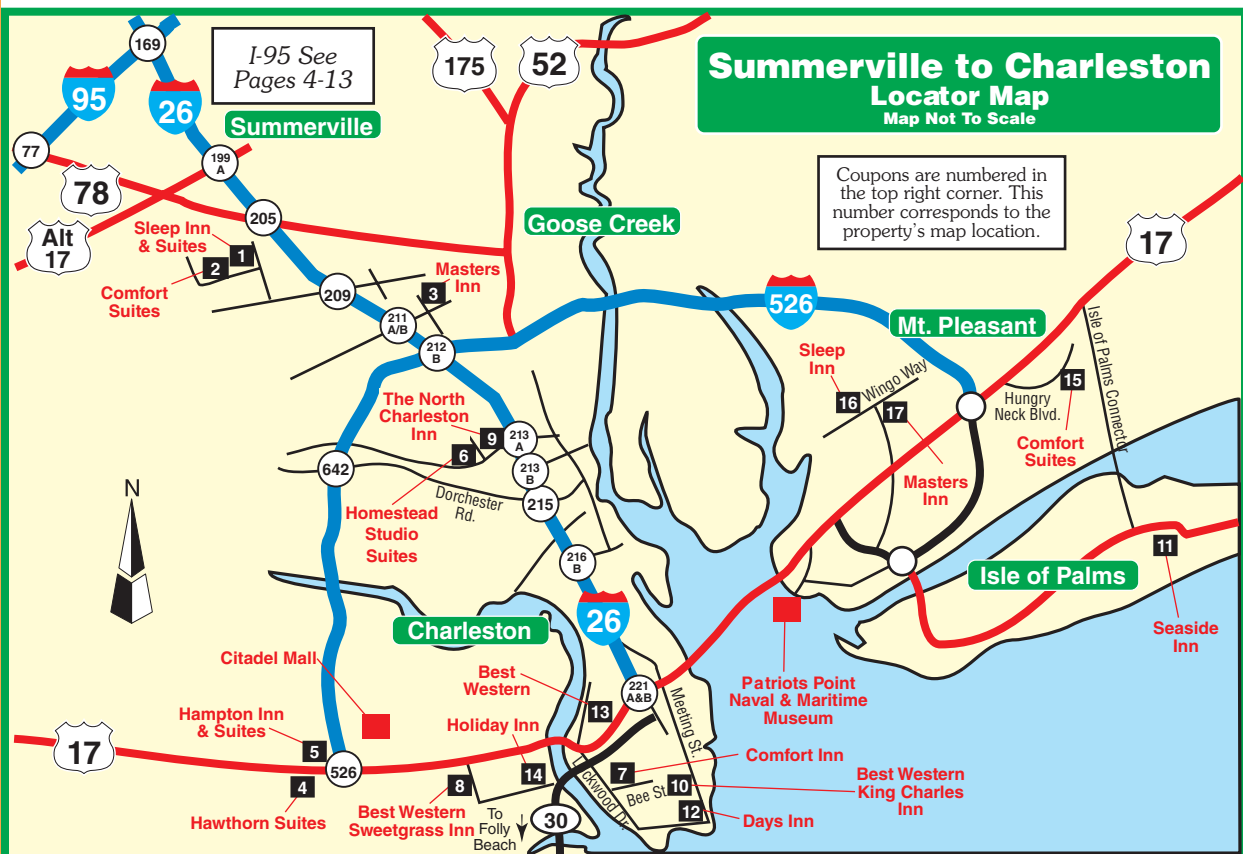 Summerville to Charleston
Locator Map
Map Not To Scale
I-95 See
Pages 4-13
Coupons are numbered in
the top right corner. This
number corresponds to the
property's map location.
169
95
26
175
52
Summerville
77
199
A
78
205
Alt
17
Goose Creek
17
Sleep Inn
& Suites
1
2
Comfort
Suites
Masters
Inn
3
209
211
A/B
212
B
526
Mt. Pleasant
Isle of Palms Connector
Sleep
Inn
16
Wingo Way
17
15
Hungry
Neck Blvd.
Comfort
Suites
Masters
Inn
The North
Charleston
Inn
9
213
A
6
213
B
642
215
Dorchester
Rd.
Homestead
Studio
Suites
N
216
B
11
Isle of Palms
Seaside
Inn
26
Charleston
Citadel Mall
Patriots Point
Naval & Maritime
Museum
Best
Western
13
221
A&B
Meeting St.
Hampton Inn
& Suites
5
Holiday Inn
17
526
4
Hawthorn Suites
8
14
Best Western
Sweetgrass Inn
Lockwood Dr.
7
Comfort Inn
Bee St.
10
Best Western
King Charles
Inn
12
Days Inn
To
Folly
Beach
30